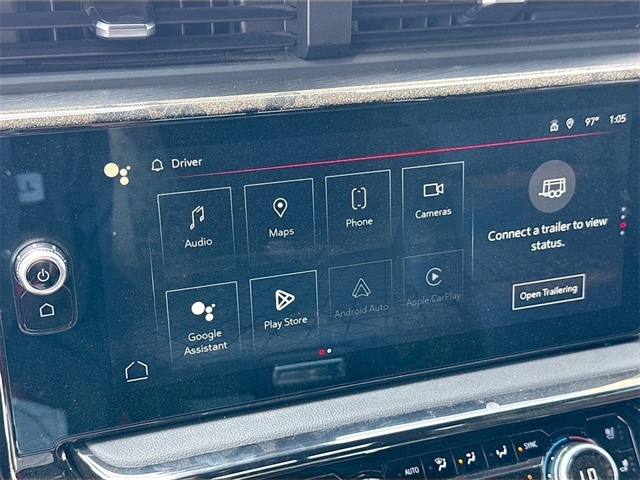 Driver
97° 1:05
Audio
Maps
Phone
Cameras
Connect a trailer to view
status.
Open Trailering
Google
Assistant
Play Store
Android Auto
Apple CarPlay
AUTO
SYNC
LO